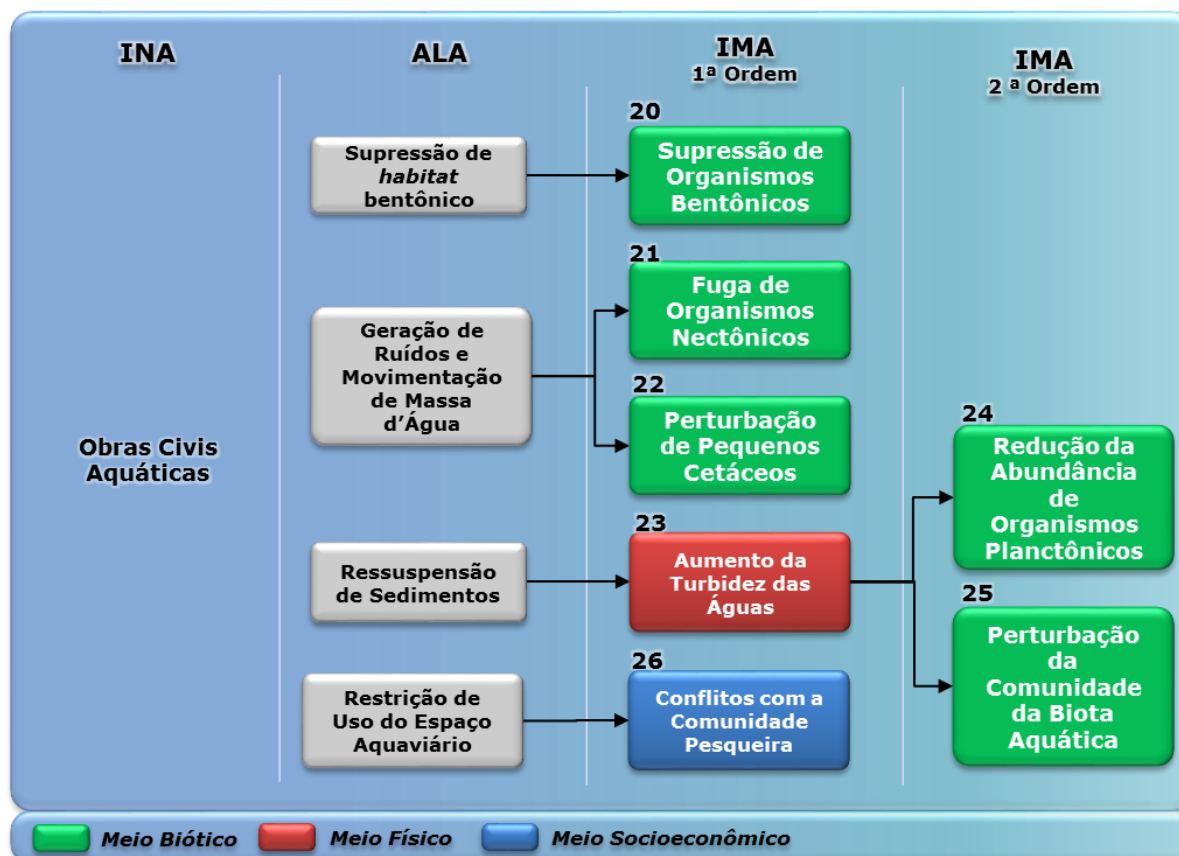 INA
ALA
IMA
1ª Ordem
IMA
2 ª Ordem
Obras Civis
Aquáticas
Supressão de
habitat
bentônico
20
Supressão de
Organismos
Bentônicos
Geração de
Ruídos e
Movimentação
de Massa
d’Água
21
Fuga de
Organismos
Nectônicos
22
Perturbação
de Pequenos
Cetáceos
Ressuspensão
de Sedimentos
23
Aumento da
Turbidez das
Águas
24
Redução da
Abundância
de
Organismos
Planctônicos
25
Perturbação
da
Comunidade
da Biota
Aquática
Restrição de
Uso do Espaço
Aquaviário
26
Conflitos com a
Comunidade
Pesqueira
Meio Biótico
Meio Físico
Meio Socioeconômico